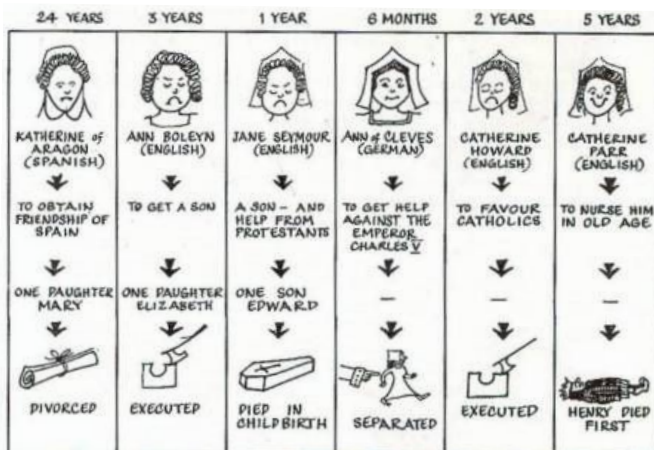 24 YEARS
3 YEARS
1 YEAR
6 MONTHS
2 YEARS
5 YEARS
KATHERINE of
ARAGON
(SPANISH)
TO OBTAIN
FRIENDSHIP OF
SPAIN
ONE DAUGHTER
MARY
DIVORCED
ANN BOLEYN
(ENGLISH)
TO GET A SON
ONE DAUGHTER
ELIZABETH
EXECUTED
JANE SEYMOUR
(ENGLISH)
A SON - AND
HELP FROM
PROTESTANTS
ONE SON
EDWARD
DIED IN
CHILDBIRTH
ANN of CLEVES
(GERMAN)
TO GET HELP
AGAINST THE
EMPEROR
CHARLES V
-
SEPARATED
CATHERINE
HOWARD
(ENGLISH)
TO FAVOUR
CATHOLICS
-
EXECUTED
CATHERINE
PARR
(ENGLISH)
TO NURSE HIM
IN OLD AGE
-
HENRY DIED
FIRST